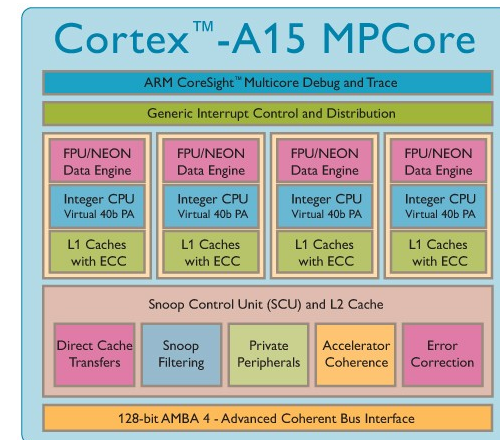 Cortex™-A15 MPCore
ARM CoreSight™ Multicore Debug and Trace
Generic Interrupt Control and Distribution
FPU/NEON
Data Engine
Integer CPU
Virtual 40b PA
L1 Caches
with ECC
FPU/NEON
Data Engine
Integer CPU
Virtual 40b PA
L1 Caches
with ECC
FPU/NEON
Data Engine
Integer CPU
Virtual 40b PA
L1 Caches
with ECC
FPU/NEON
Data Engine
Integer CPU
Virtual 40b PA
L1 Caches
with ECC
Snoop Control Unit (SCU) and L2 Cache
Direct Cache
Transfers
Snoop
Filtering
Private
Peripherals
Accelerator
Coherence
Error
Correction
128-bit AMBA 4 - Advanced Coherent Bus Interface